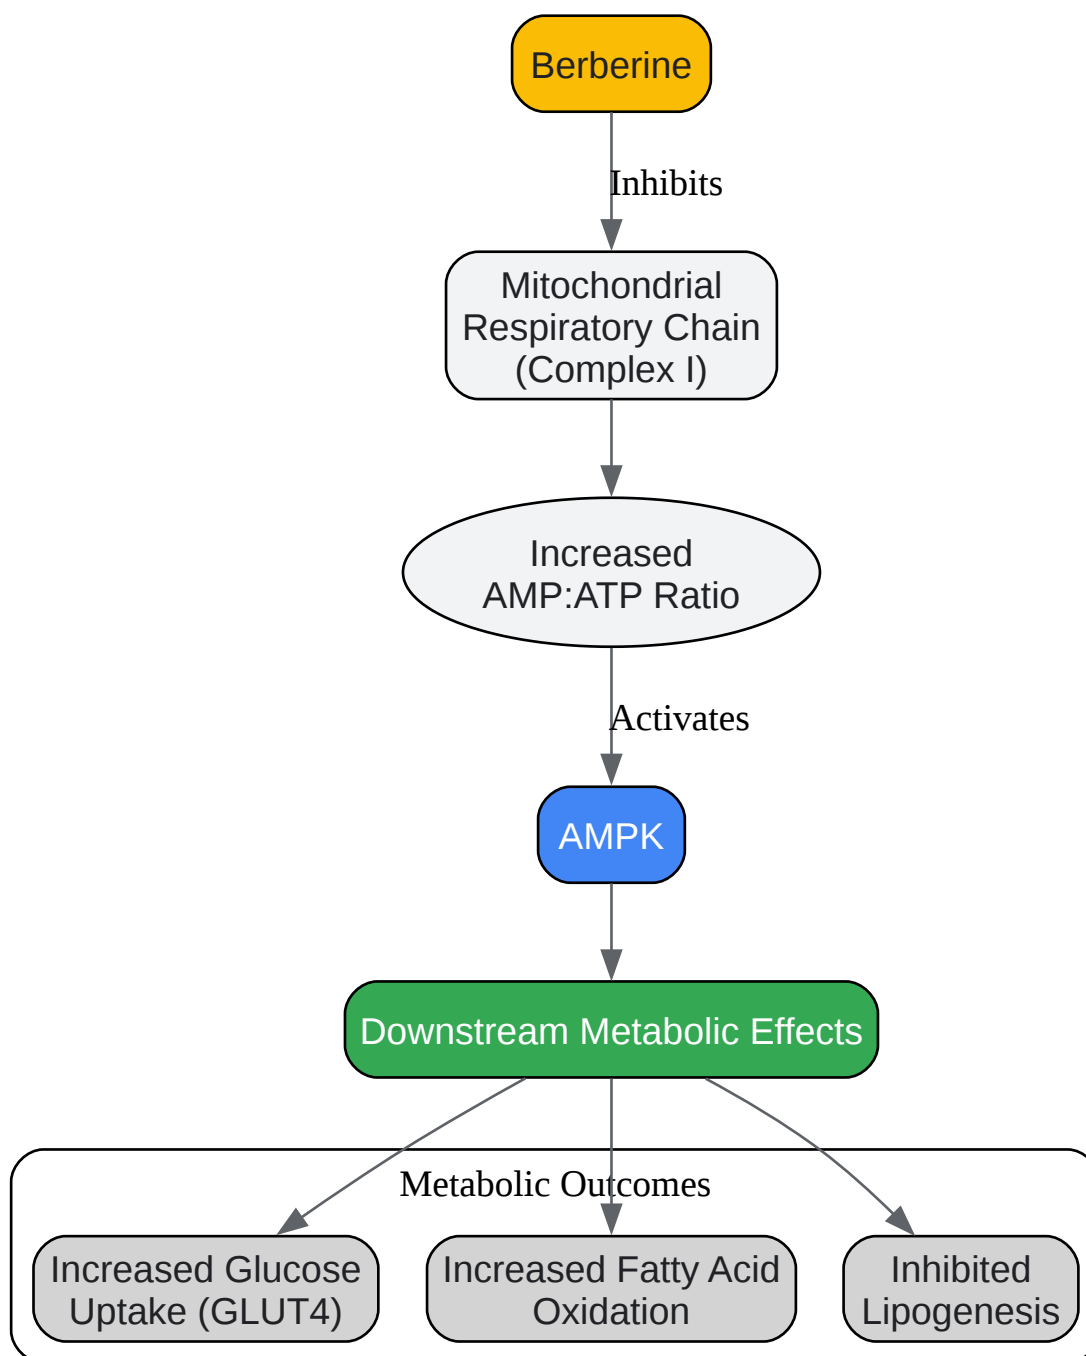 Berberine
Inhibits
Mitochondrial
Respiratory Chain
(Complex I)
Increased
AMP:ATP Ratio
Activates
AMPK
Downstream Metabolic Effects
Metabolic Outcomes
Increased Glucose
Uptake (GLUT4)
Increased Fatty Acid
Oxidation
Inhibited
Lipogenesis